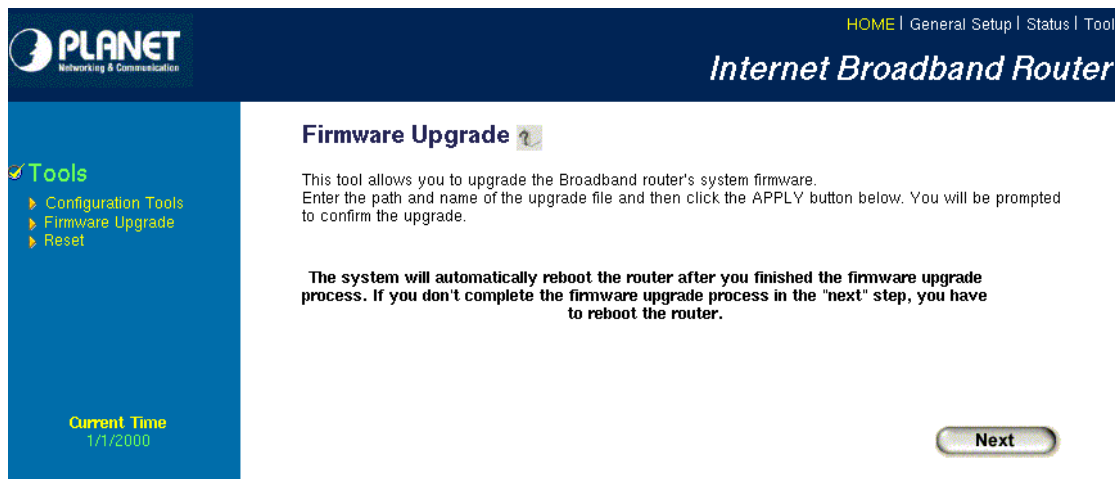 PLANET
Networking & Communication
HOME | General Setup | Status | Tool
Internet Broadband Router
Tools
Configuration Tools
Firmware Upgrade
Reset
Current Time
1/1/2000
Firmware Upgrade
This tool allows you to upgrade the Broadband router's system firmware.
Enter the path and name of the upgrade file and then click the APPLY button below. You will be prompted
to confirm the upgrade.
The system will automatically reboot the router after you finished the firmware upgrade
process. If you don't complete the firmware upgrade process in the "next" step, you have
to reboot the router.
Next